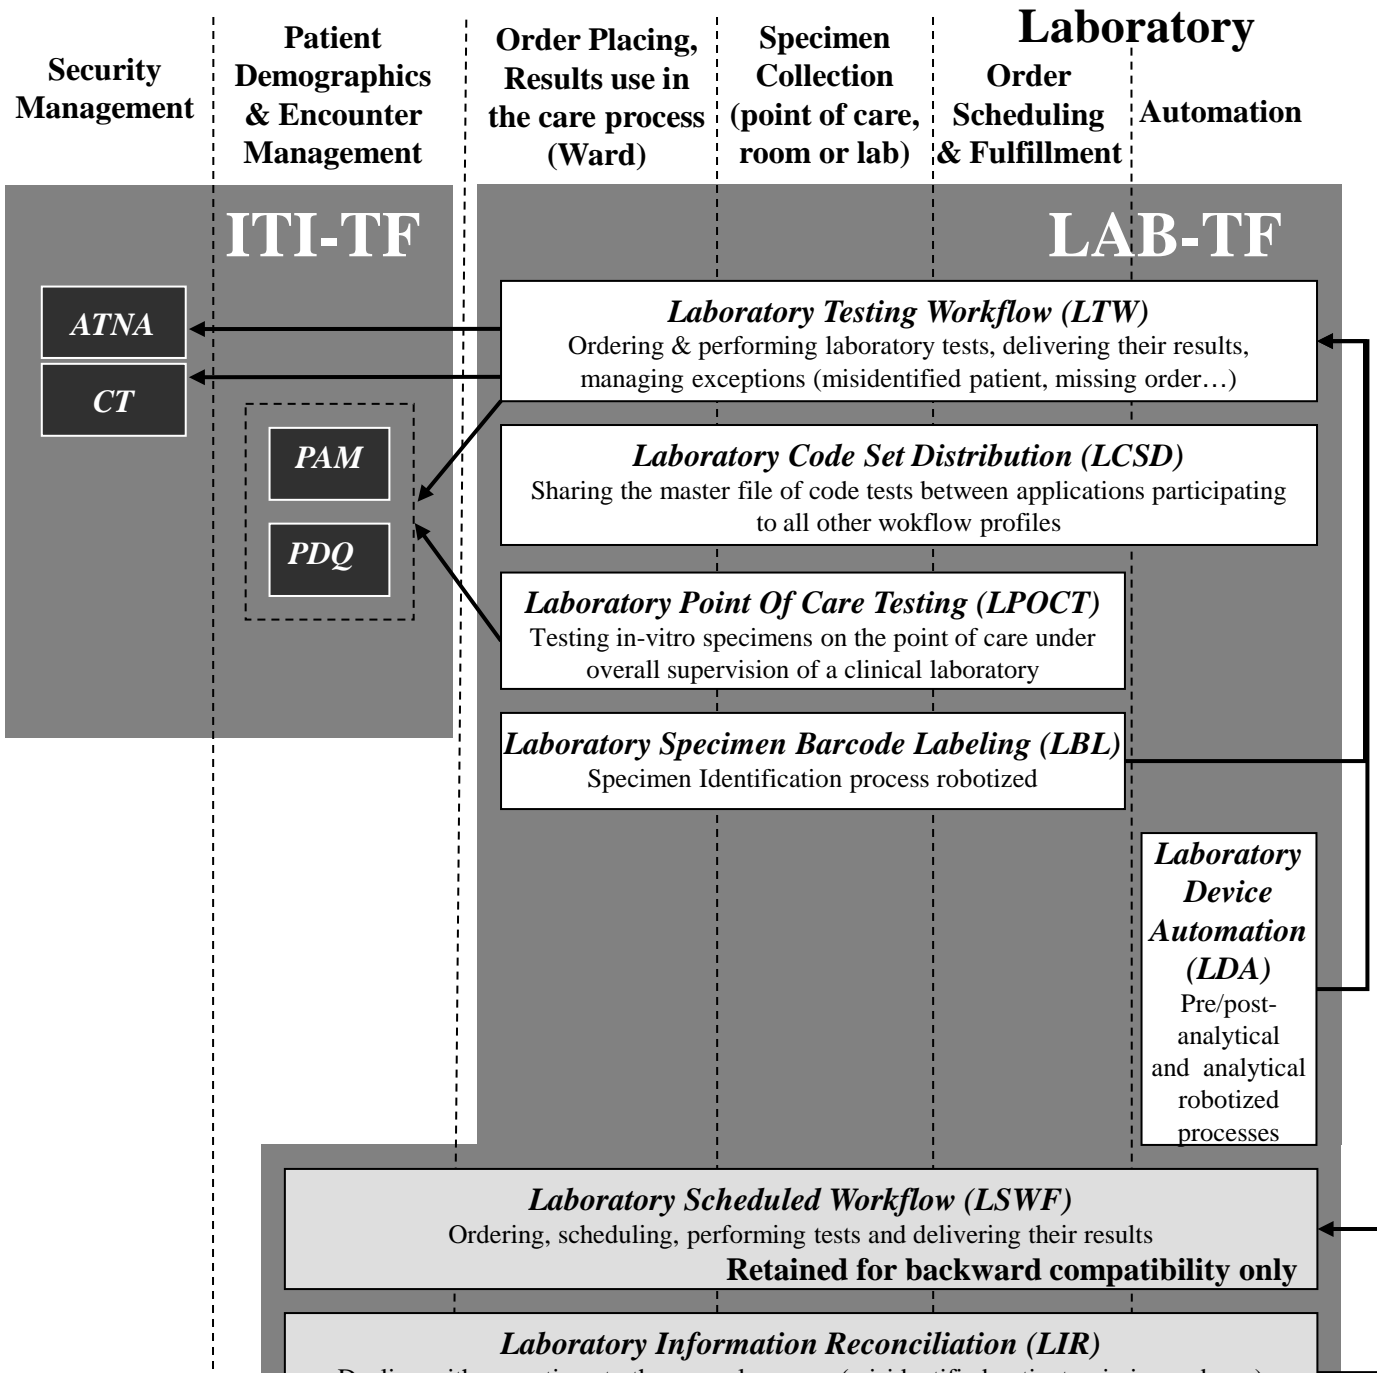 Laboratory
Security
Management
Patient
Demographics
& Encounter
Management
Order Placing,
Results use in
the care process
(Ward)
Specimen
Collection
(point of care,
room or lab)
Order
Scheduling
& Fulfillment
Automation
ITI-TF
LAB-TF
ATNA
CT
PAM
PDQ
Laboratory Testing Workflow (LTW)
Ordering & performing laboratory tests, delivering their results,
managing exceptions (misidentified patient, missing order…)
Laboratory Code Set Distribution (LCSD)
Sharing the master file of code tests between applications participating
to all other wokflow profiles
Laboratory Point Of Care Testing (LPOCT)
Testing in-vitro specimens on the point of care under
overall supervision of a clinical laboratory
Laboratory Specimen Barcode Labeling (LBL)
Specimen Identification process robotized
Laboratory
Device
Automation
(LDA)
Pre/post-
analytical
and analytical
robotized
processes
Laboratory Scheduled Workflow (LSWF)
Ordering, scheduling, performing tests and delivering their results
Retained for backward compatibility only
Laboratory Information Reconciliation (LIR)